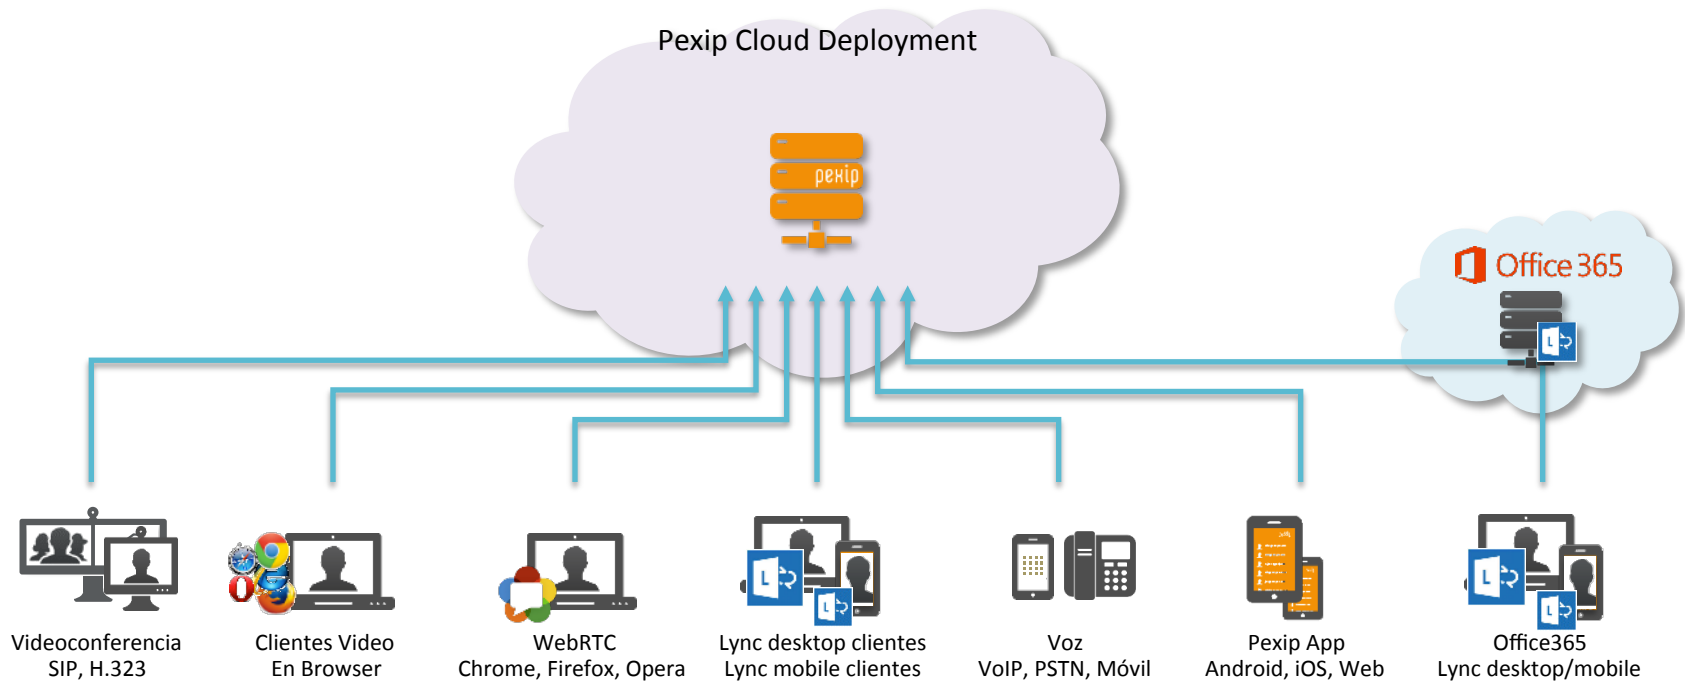 Pexip Cloud Deployment
pexip
Office 365
L
Videoconferencia
SIP, H.323
Clientes Video
En Browser
WebRTC
Chrome, Firefox, Opera
L
L
Lync desktop clientes
Lync mobile clientes
Voz
VoIP, PSTN, Móvil
Pexip App
Android, iOS, Web
L
L
Office365
Lync desktop/mobile